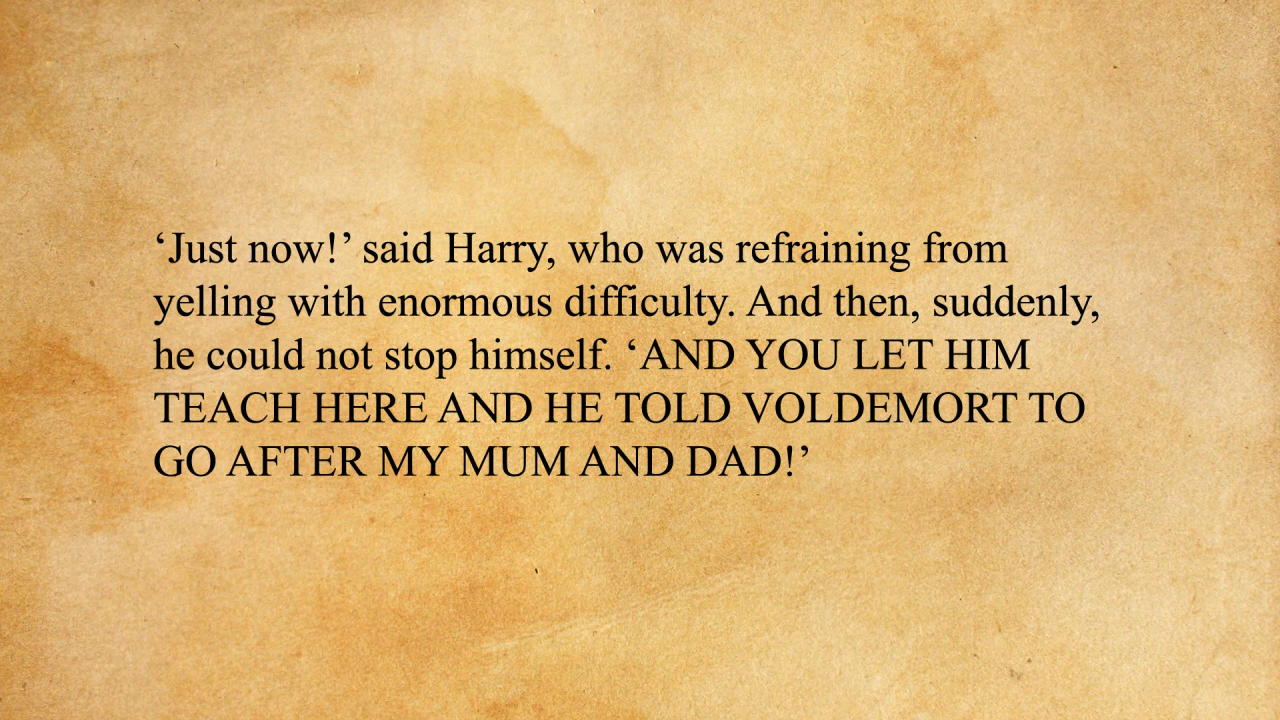 ‘Just now!’ said Harry, who was refraining from
yelling with enormous difficulty. And then, suddenly,
he could not stop himself. ‘AND YOU LET HIM
TEACH HERE AND HE TOLD VOLDEMORT TO
GO AFTER MY MUM AND DAD!’